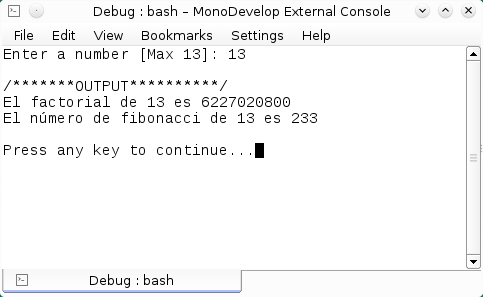 Debug : bash – MonoDevelop External Console
File Edit View Bookmarks Settings Help
Enter a number [Max 13]: 13
/*******OUTPUT**********/
El factorial de 13 es 6227020800
El número de fibonacci de 13 es 233
Press any key to continue...
Debug : bash